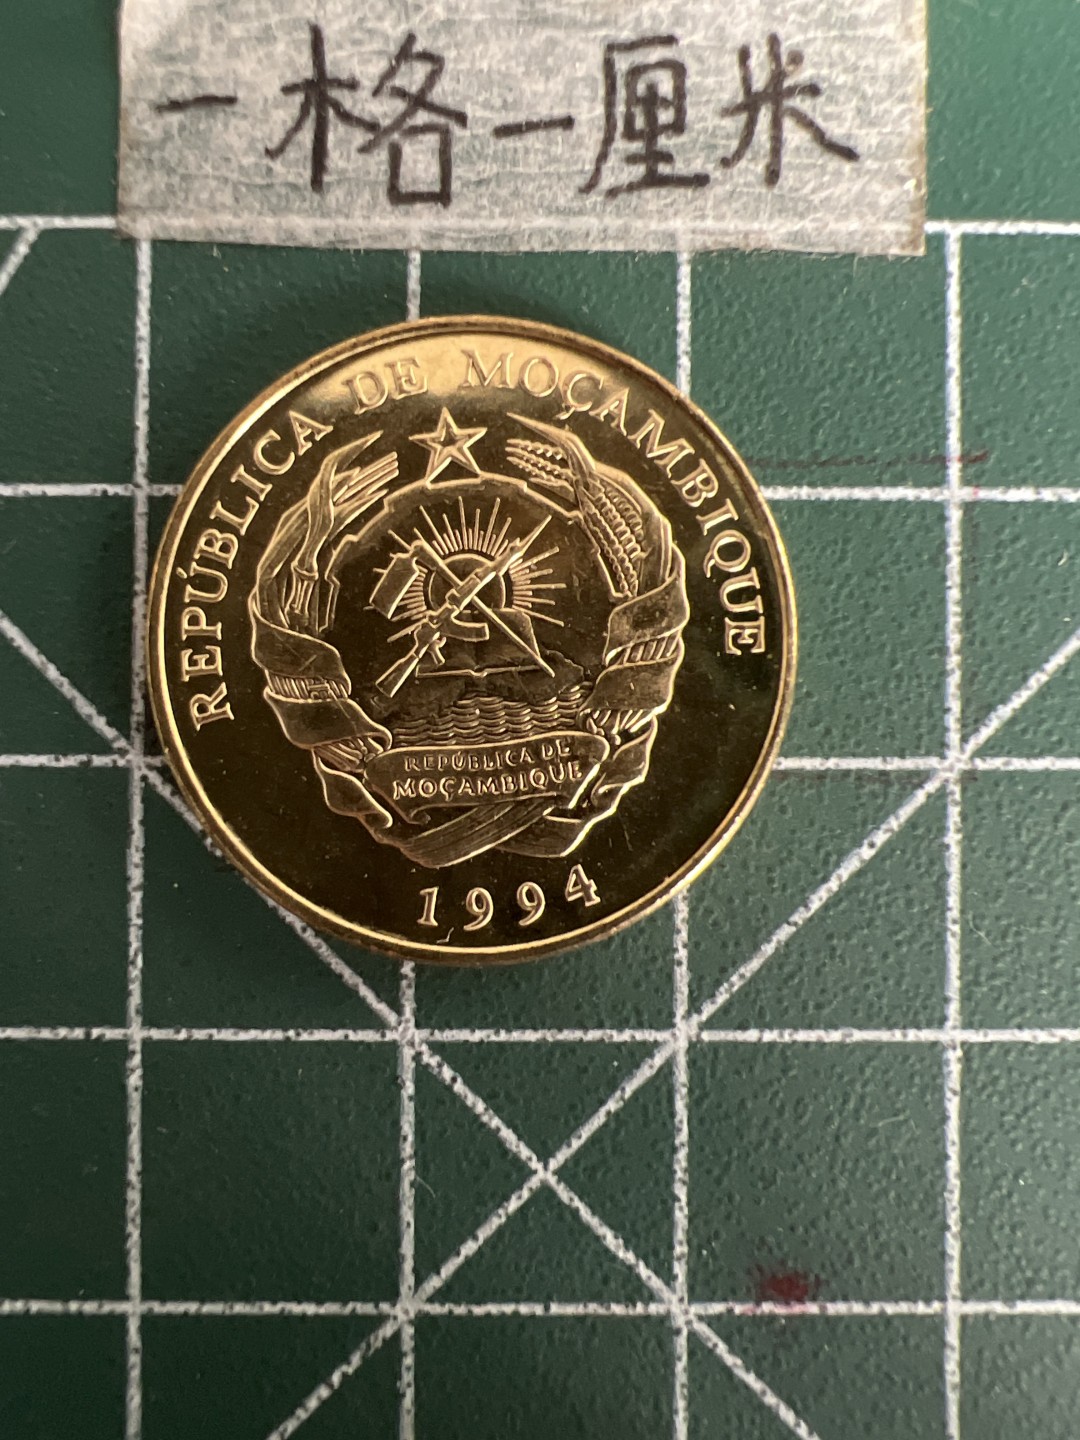 一格一厘米
REPÚBLICA DE MOÇAMBIQUE
REPÚBLICA DE
MOÇAMBIQUE
1994